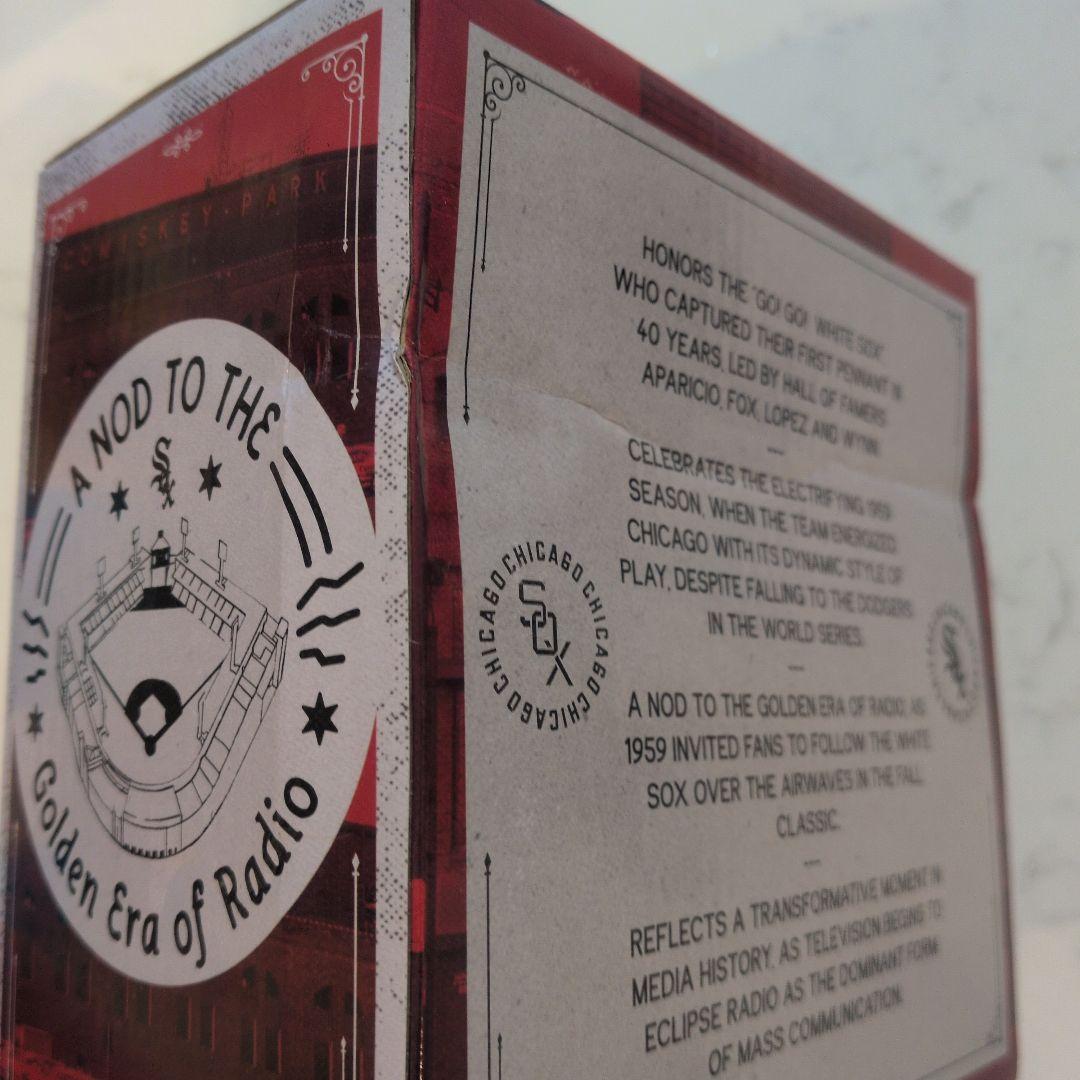 COMISKEY·PARK
A NOD TO THE
SOX
Golden Era of Radio
HONORS THE "GO! GO! WHITE SOX"
WHO CAPTURED THEIR FIRST PENNANT IN
40 YEARS, LED BY HALL OF FAMERS
APARICIO, FOX, LOPEZ AND WYNN.
CELEBRATES THE ELECTRIFYING 1959
SEASON, WHEN THE TEAM ENERGIZED
CHICAGO WITH ITS DYNAMIC STYLE OF
PLAY, DESPITE FALLING TO THE DODGERS
IN THE WORLD SERIES.
CHICAGO CHICAGO CHICAGO CHICAGO CHICAGO
SOX
A NOD TO THE GOLDEN ERA OF RADIO, AS
1959 INVITED FANS TO FOLLOW THE WHITE
SOX OVER THE AIRWAVES IN THE FALL
CLASSIC.
REFLECTS A TRANSFORMATIVE MOMENT IN
MEDIA HISTORY, AS TELEVISION BEGINS TO
ECLIPSE RADIO AS THE DOMINANT FORM
OF MASS COMMUNICATION.